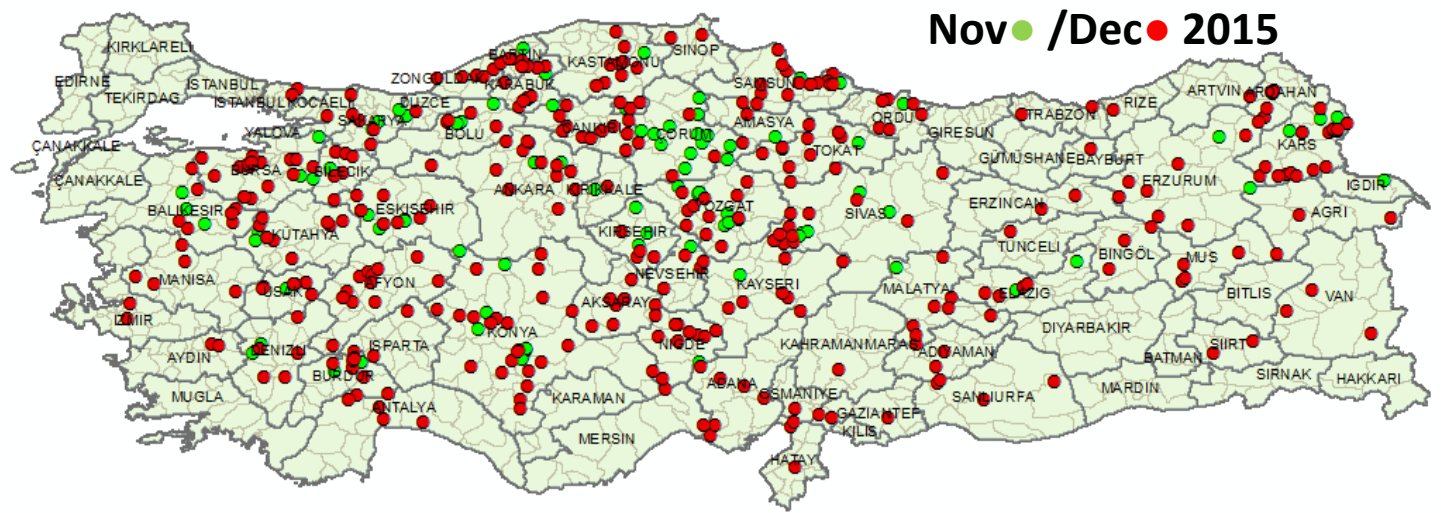 Nov /Dec 2015
KIRKLARELI
EDIRNE
ISTANBUL
TEKIRDAG
ISTANBUL
KOCAELI
YALOVA
ÇANAKKALE
ÇANAKKALE
SAKARYA
DÜZCE
ZONGULDAK
BARTIN
KARABÜK
KASTAMONU
SINOP
SAMSUN
ORDU
GIRESUN
TRABZON
RIZE
ARTVIN
ARDAHAN
KARS
IGDIR
AGRI
BOLU
ÇANKIRI
ÇORUM
AMASYA
TOKAT
GÜMÜSHANE
BAYBURT
ERZURUM
ERZINCAN
BURSA
BILECIK
ANKARA
KIRIKKALE
YOZGAT
SIVAS
TUNCELI
BINGÖL
MUS
BALIKESIR
ESKISEHIR
KÜTAHYA
KIRSEHIR
NEVSEHIR
KAYSERI
MALATYA
ELAZIG
BITLIS
VAN
MANISA
USAK
AFYON
AKSARAY
IZMIR
KONYA
NIGDE
KAHRAMANMARAS
ADIYAMAN
DIYARBAKIR
BATMAN
SIIRT
SIRNAK
HAKKARI
AYDIN
DENIZLI
ISPARTA
BURDUR
MUGLA
ANTALYA
KARAMAN
MERSIN
ADANA
OSMANIYE
GAZIANTEP
KILIS
SANLIURFA
MARDIN
HATAY